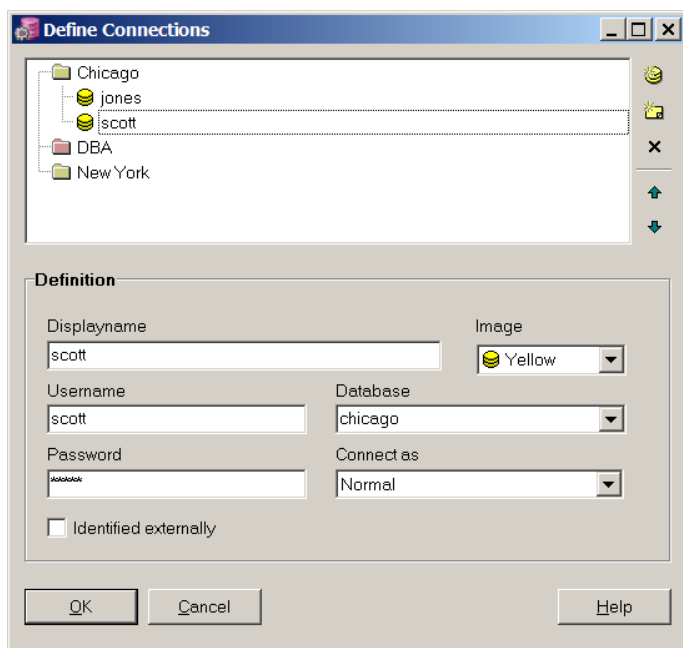 Define Connections
Chicago
jones
scott
DBA
New York
Definition
Displayname
Image
scott
Yellow
Username
Database
scott
chicago
Password
Connect as
******
Normal
Identified externally
OK
Cancel
Help